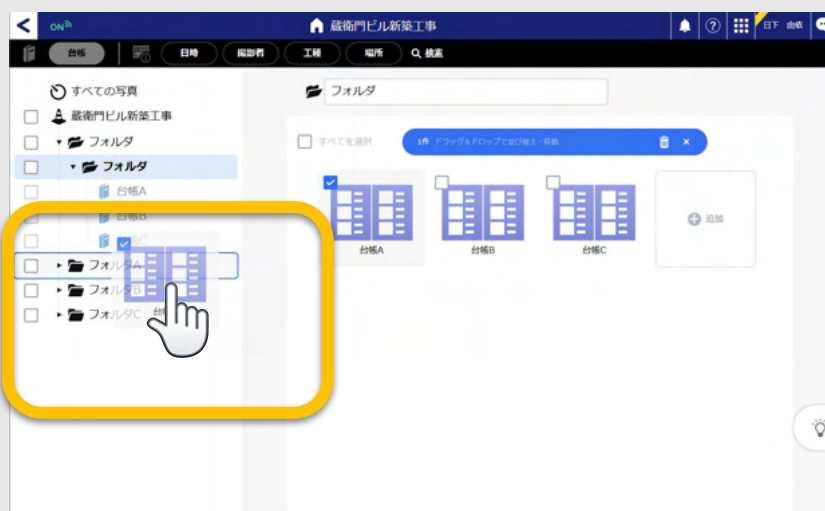 ON
蔵衛門ビル新築工事
日下 由依
台帳
日時
撮影者
工種
場所
検索
すべての写真
蔵衛門ビル新築工事
フォルダ
フォルダ
台帳A
台帳B
フォルダA
フォルダB
フォルダC
フォルダ
すべてを選択
1件 ドラッグ&ドロップで並び替え・移動
台帳A
台帳B
台帳C
追加